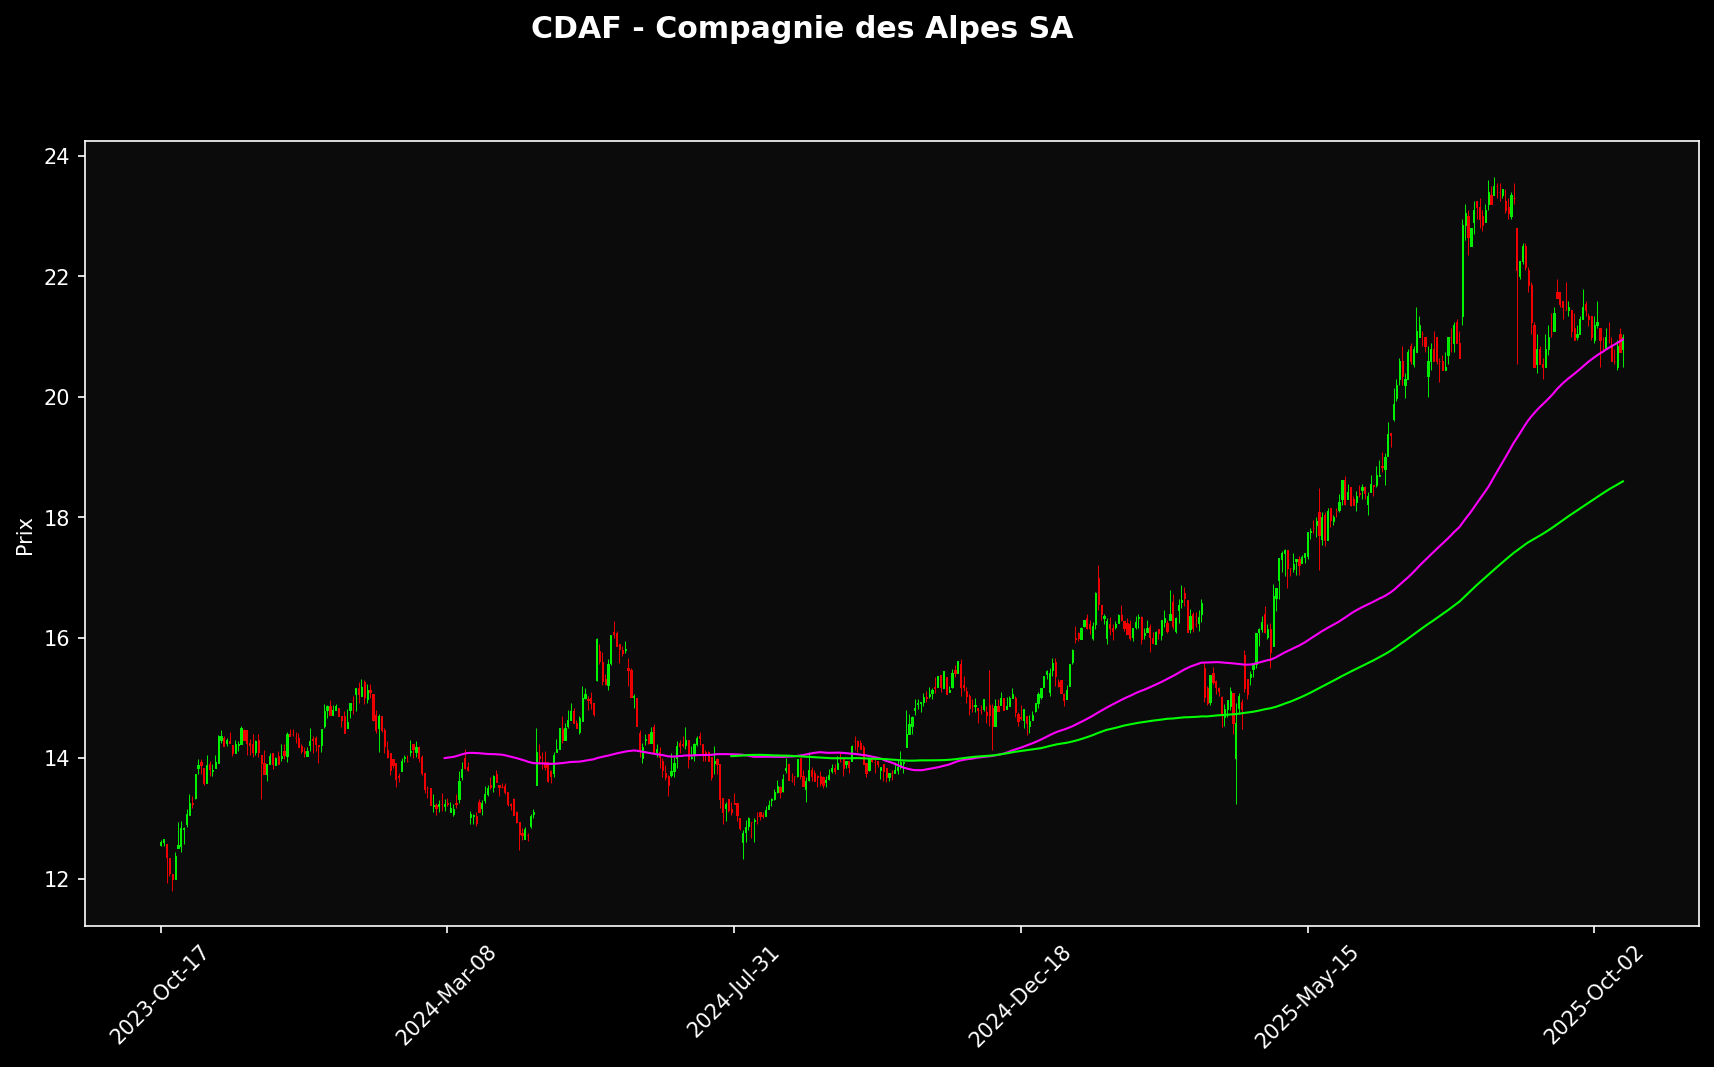 CDAF - Compagnie des Alpes SA
Prix
24
22
20
18
16
14
12
2023-Oct-17
2024-Mar-08
2024-Jul-31
2024-Dec-18
2025-May-15
2025-Oct-02